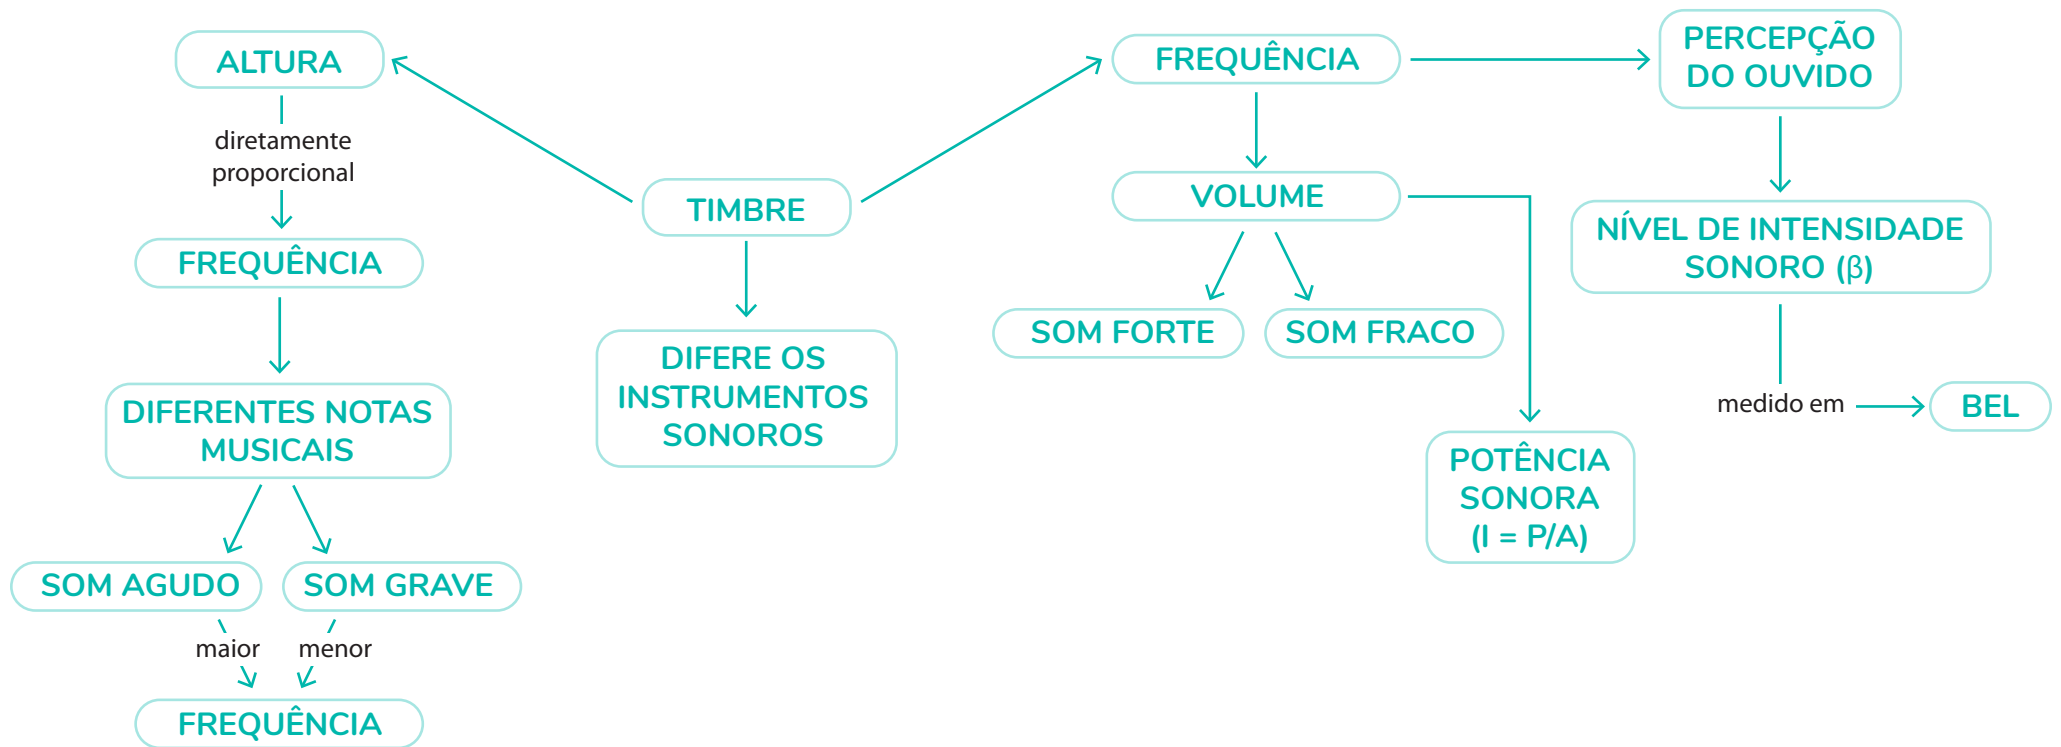 ALTURA
diretamente
proporcional
FREQUÊNCIA
DIFERENTES NOTAS
MUSICAIS
SOM AGUDO
SOM GRAVE
maior
menor
FREQUÊNCIA
TIMBRE
DIFERE OS
INSTRUMENTOS
SONOROS
FREQUÊNCIA
VOLUME
SOM FORTE
SOM FRACO
POTÊNCIA
SONORA
(I = P/A)
PERCEPÇÃO
DO OUVIDO
NÍVEL DE INTENSIDADE
SONORO (β)
medido em
BEL